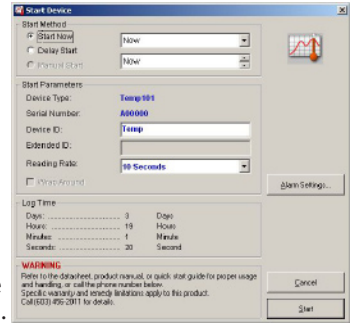 Start Device
Start Method
Start Now
Now
Delay Start
Now
Manual Start
Start Parameters
Device Type: Temp101
Serial Number: A00000
Device ID: Temp
Extended ID:
Reading Rate: 10 Seconds
Wrap Around
Alarm Settings...
Log Time
Days: 3 Days
Hours: 19 Hours
Minutes: 1 Minute
Seconds: 20 Second
WARNING
Refer to the datasheet, product manual, or quick start guide for proper usage
and handling, or call the phone number below.
Specific warranty and remedy limitations apply to this product.
Call (603) 456-2011 for details.
Cancel
Start